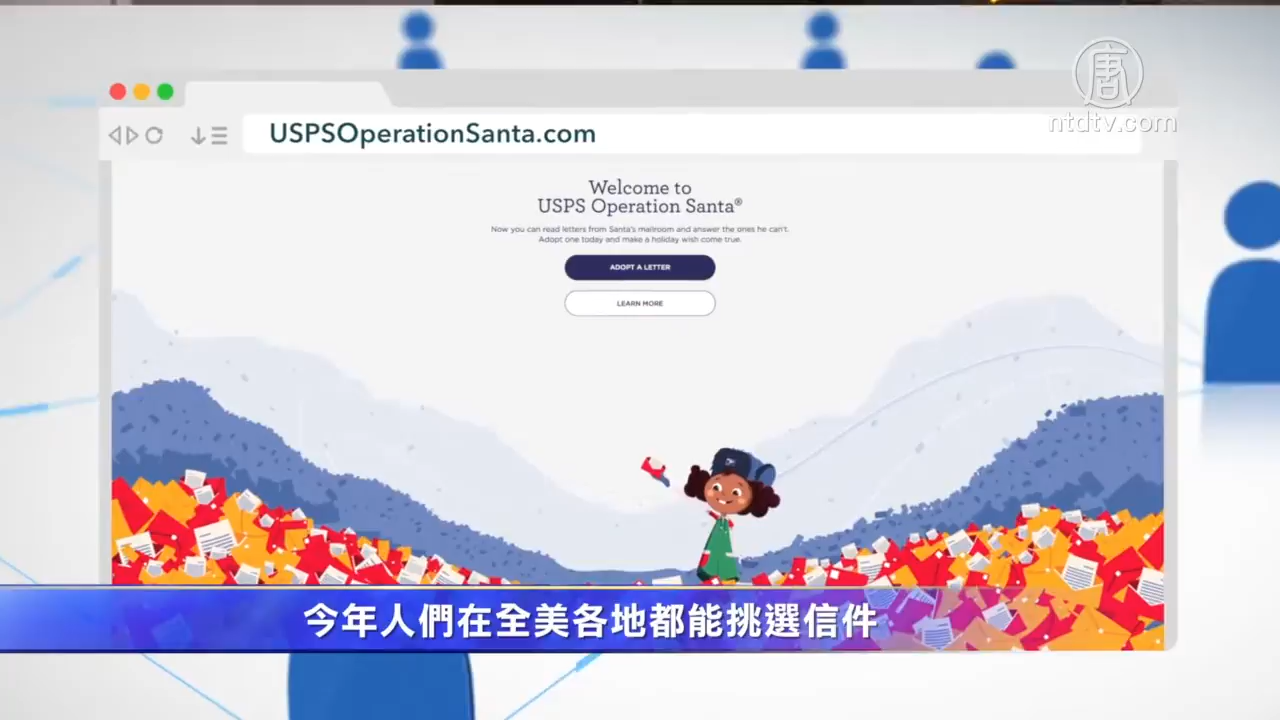 唐
ntdtv.com
USPSOperationSanta.com
Welcome to
USPS Operation Santa®
Now you can read letters from Santa's mailroom and answer the ones he can't.
Adopt one today and make a holiday wish come true.
ADOPT A LETTER
LEARN MORE
今年人們在全美各地都能挑選信件